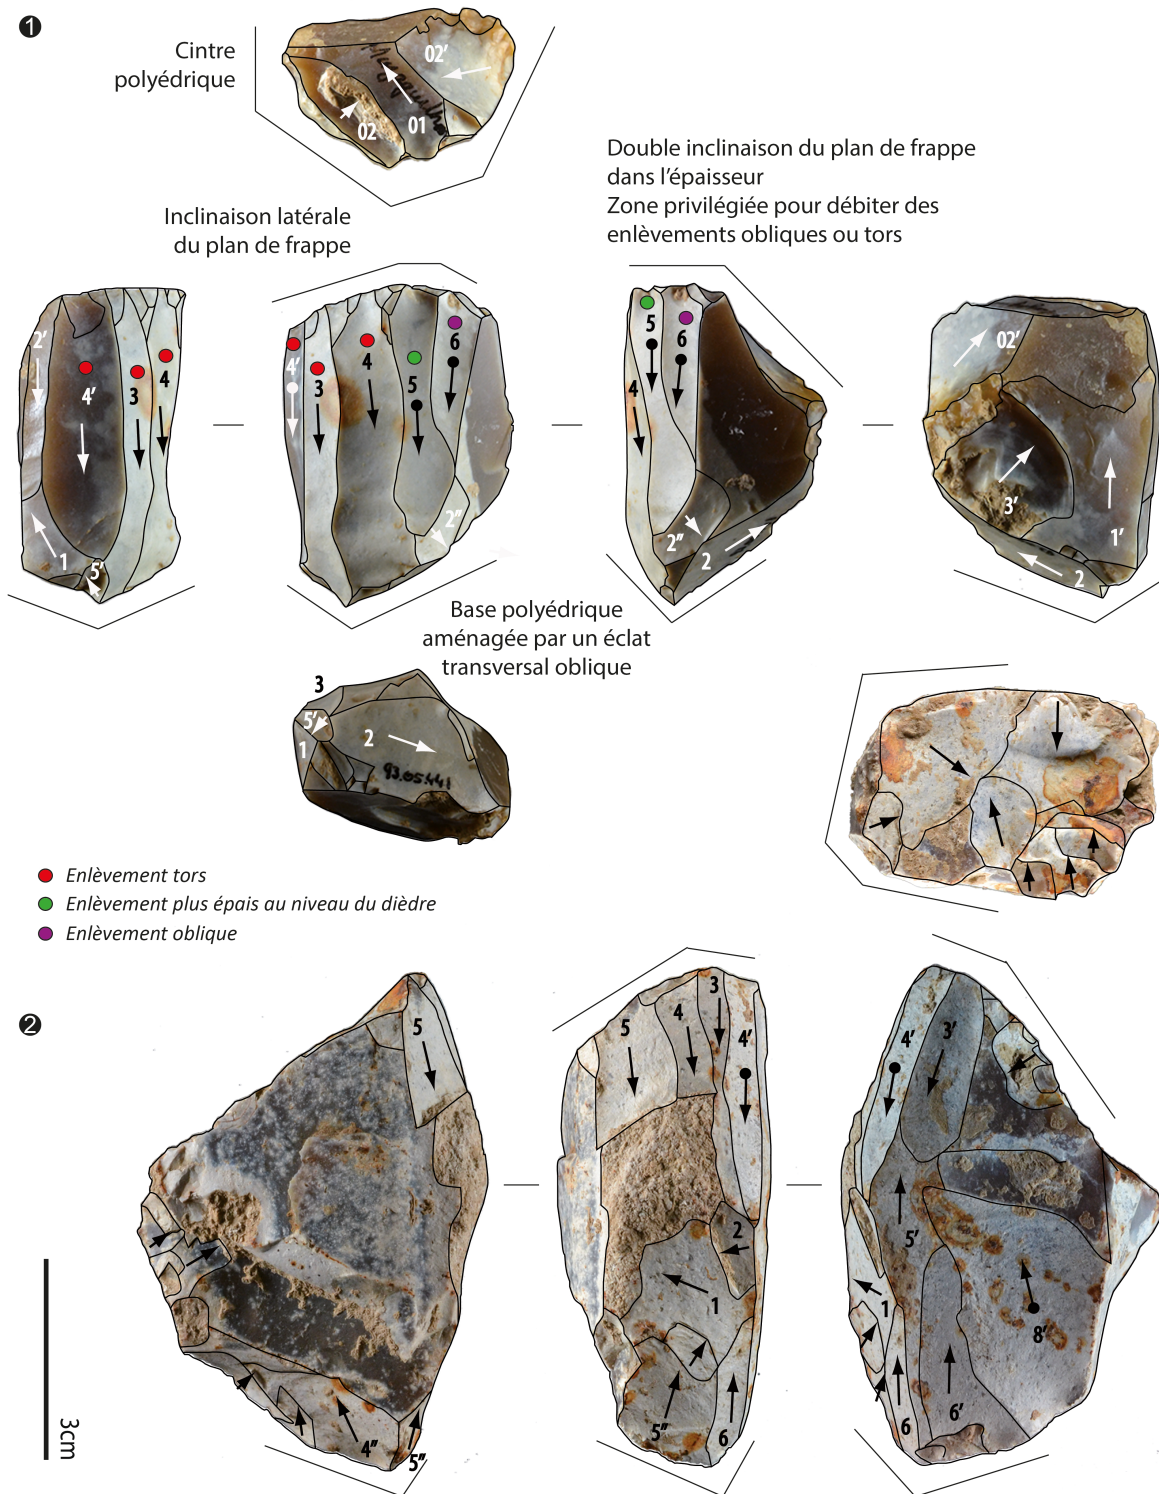 1
Cintre
polyédrique
02'
01
02
Double inclinaison du plan de frappe
dans l'épaisseur
Zone privilégiée pour débiter des
enlèvements obliques ou tors
Inclinaison latérale
du plan de frappe
2' 4' 3 4 1 5'
4' 3 4 5 6 2"
5 6 4 2" 2
02' 3' 1' 2
Base polyédrique
aménagée par un éclat
transversal oblique
3 5' 1 2
93.05.441
Enlèvement tors
Enlèvement plus épais au niveau du dièdre
Enlèvement oblique
2
5 4" 5"
5 4 3 4' 2 1 5" 6
4' 3' 5' 1 8' 6 6'
3cm